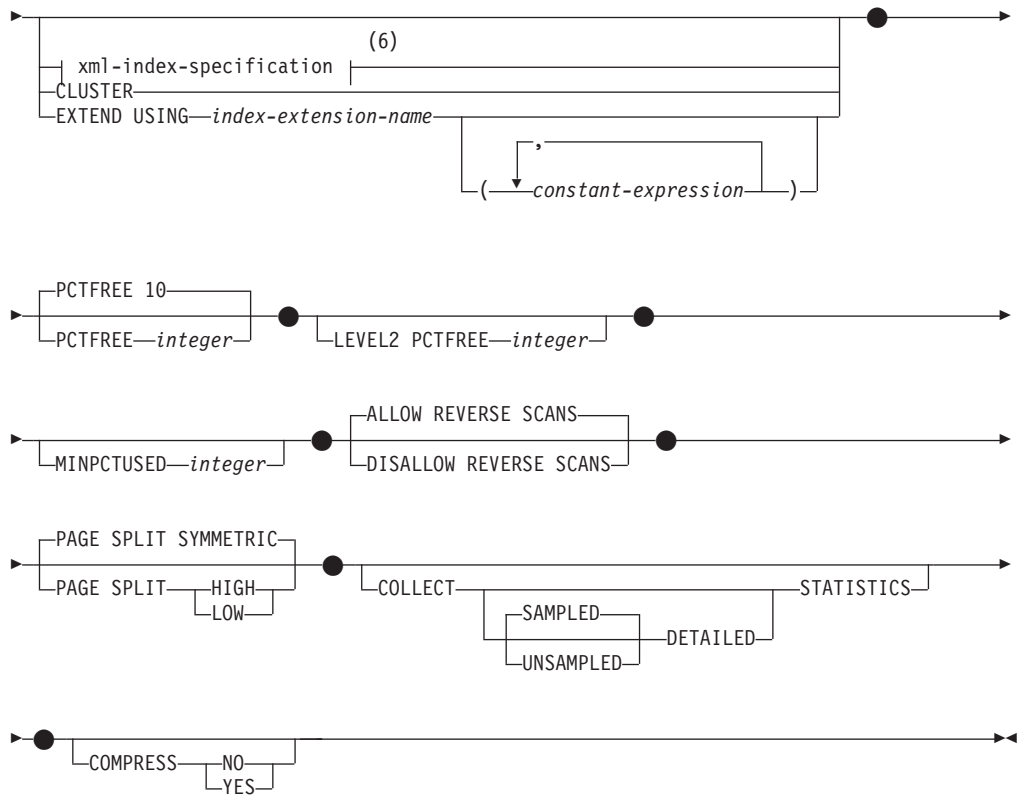 (6)
xml-index-specification
CLUSTER
EXTEND USING index-extension-name
,
( constant-expression )
PCTFREE 10
PCTFREE integer
LEVEL2 PCTFREE integer
ALLOW REVERSE SCANS
MINPCTUSED integer
DISALLOW REVERSE SCANS
PAGE SPLIT SYMMETRIC
PAGE SPLIT HIGH
LOW
COLLECT STATISTICS
SAMPLED
DETAILED
UNSAMPLED
COMPRESS NO
YES